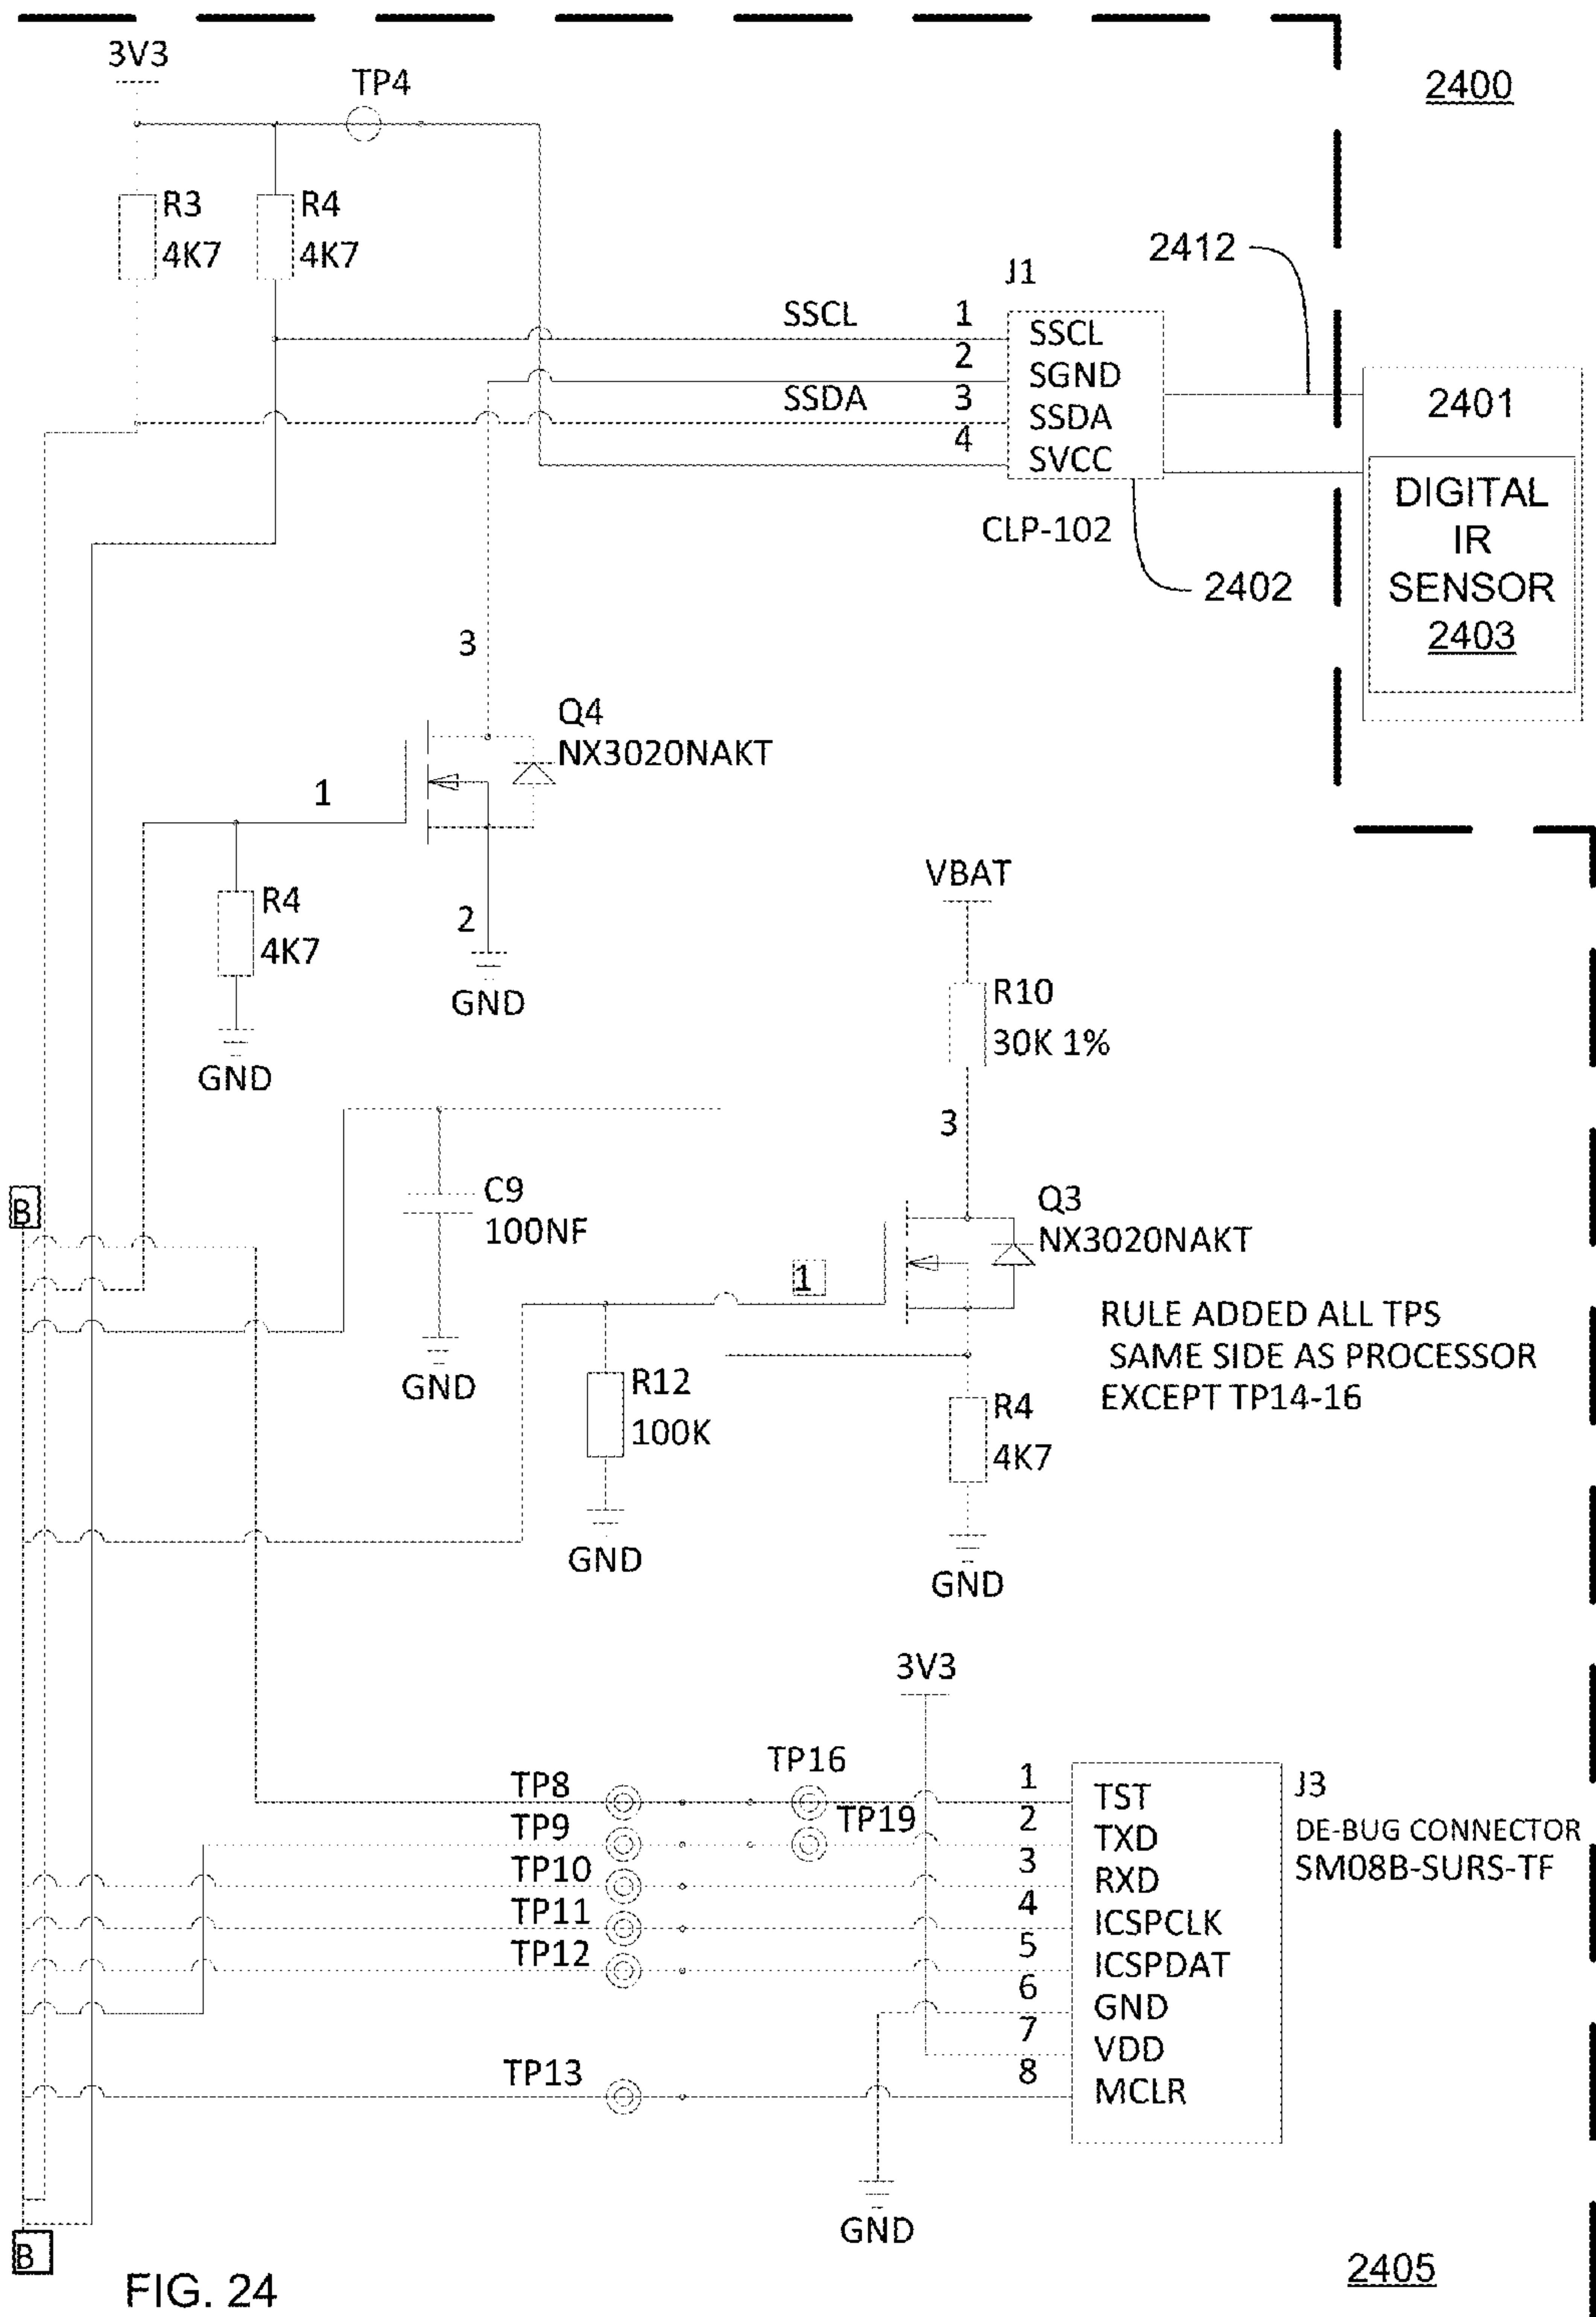 3V3
TP4
2400
R3
4K7
R4
4K7
2412
J1
SSCL
1
SSCL
2
SGND
SSDA
3
SSDA
4
SVCC
2401
CLP-102
2402
DIGITAL
IR
SENSOR
2403
3
Q4
NX3020NAKT
1
R4
4K7
2
GND
GND
VBAT
R10
30K 1%
3
B
C9
100NF
GND
Q3
NX3020NAKT
1
RULE ADDED ALL TPS
SAME SIDE AS PROCESSOR
EXCEPT TP14-16
R12
100K
GND
R4
4K7
GND
3V3
TP8
TP16
1
TST
J3
TP9
TP19
2
TXD
DE-BUG CONNECTOR
SM08B-SURS-TF
TP10
3
RXD
TP11
4
ICSPCLK
TP12
5
ICSPDAT
6
GND
7
VDD
TP13
8
MCLR
GND
B
FIG. 24
2405